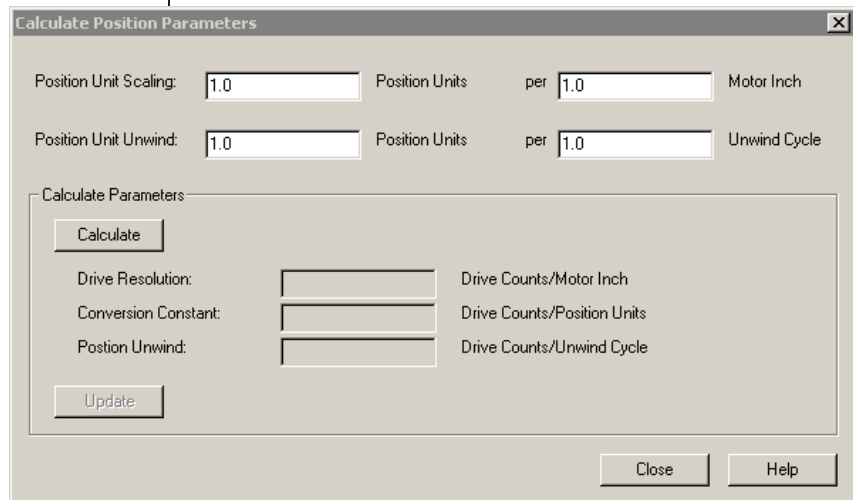 Calculate Position Parameters
Position Unit Scaling: 1.0 Position Units per 1.0 Motor Inch
Position Unit Unwind: 1.0 Position Units per 1.0 Unwind Cycle
Calculate Parameters
Calculate
Drive Resolution: Drive Counts/Motor Inch
Conversion Constant: Drive Counts/Position Units
Postion Unwind: Drive Counts/Unwind Cycle
Update
Close Help